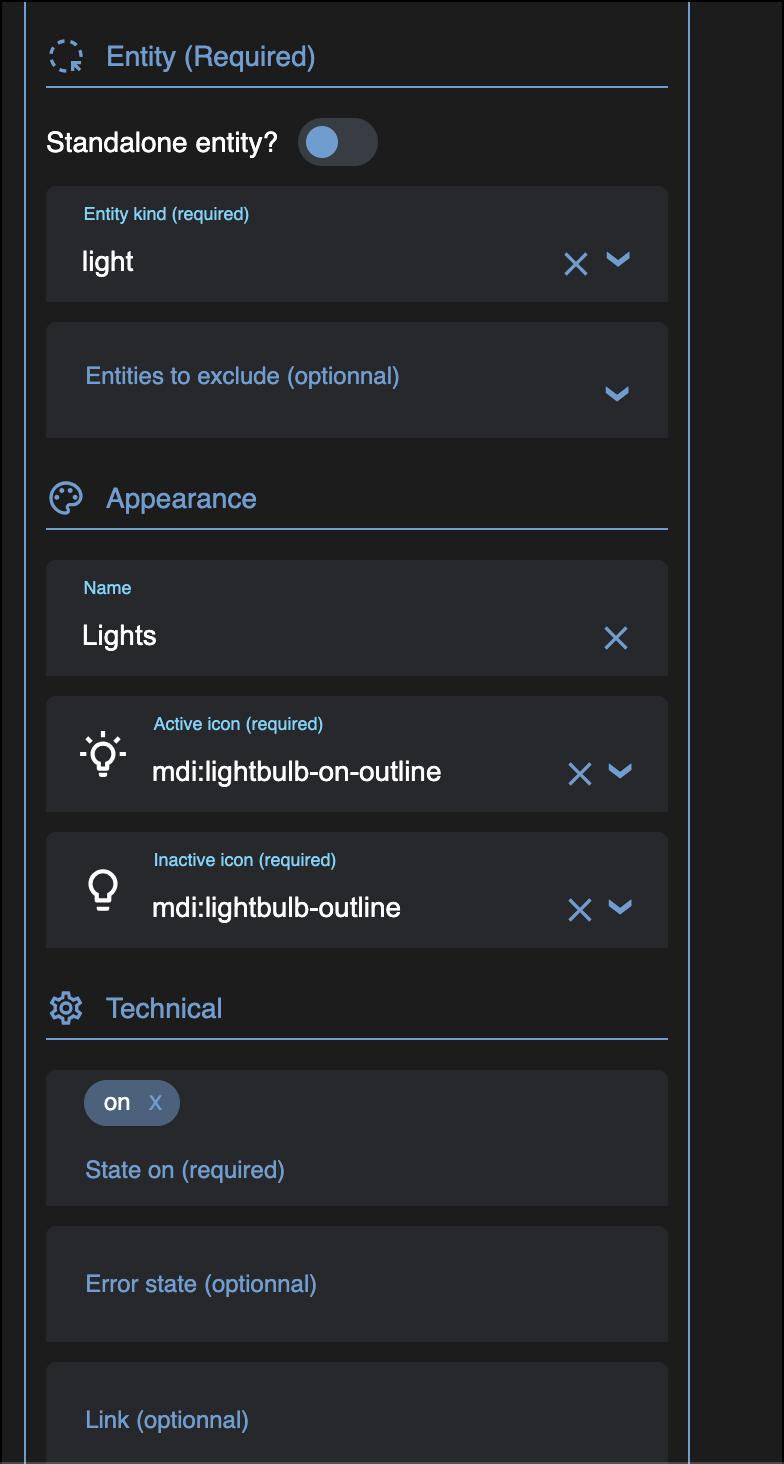 Entity (Required)
Standalone entity?
Entity kind (required)
light
Entities to exclude (optionnal)
Appearance
Name
Lights
Active icon (required)
mdi:lightbulb-on-outline
Inactive icon (required)
mdi:lightbulb-outline
Technical
on X
State on (required)
Error state (optionnal)
Link (optionnal)